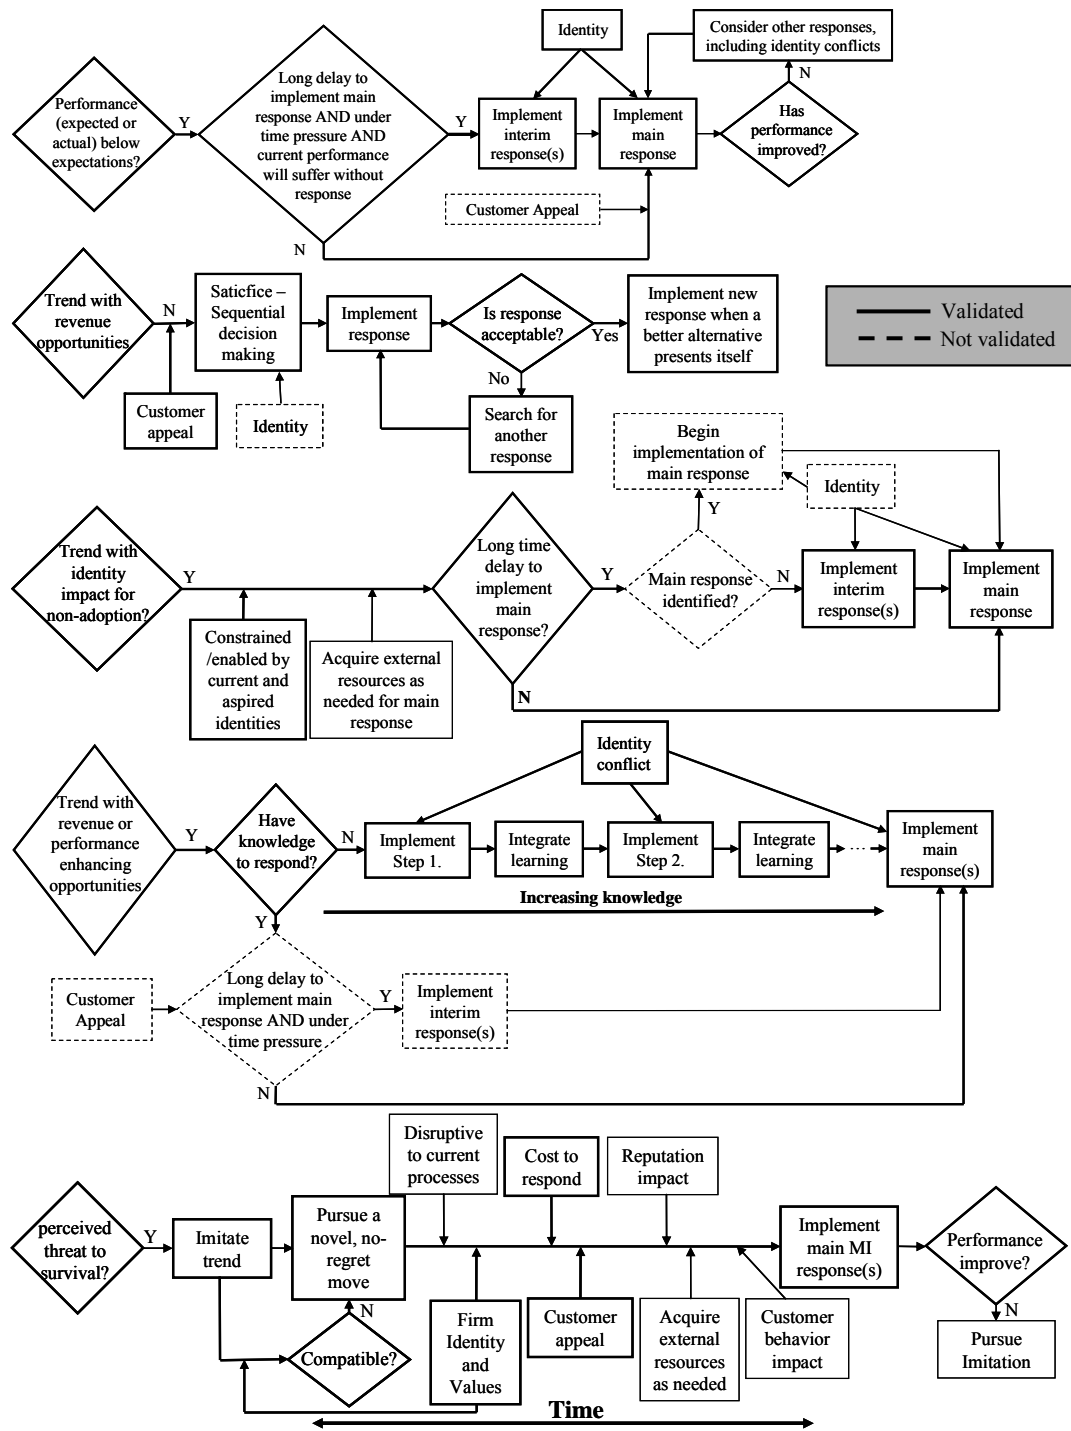 Identity
Consider other responses,
including identity conflicts
Performance
(expected or
actual) below
expectations?
Y
Long delay to
implement main
response AND under
time pressure AND
current performance
will suffer without
response
Y
N
Implement
interim
response(s)
Implement
main
response
Has
performance
improved?
N
Customer Appeal
Trend with
revenue
opportunities
N
Saticfice –
Sequential
decision
making
Implement
response
Is response
acceptable?
Yes
No
Implement new
response when a
better alternative
presents itself
Validated
Not validated
Customer
appeal
Identity
Search for
another
response
Begin
implementation of
main response
Identity
Y
Trend with
identity
impact for
non-adoption?
Y
Constrained
/enabled by
current and
aspired
identities
Acquire external
resources as
needed for main
response
Long time
delay to
implement
main
response?
Y
N
Main response
identified?
N
Implement
interim
response(s)
Implement
main
response
Identity
conflict
Trend with
revenue or
performance
enhancing
opportunities
Y
Have
knowledge
to respond?
N
Y
Implement
Step 1.
Integrate
learning
Implement
Step 2.
Integrate
learning
...
Implement
main
response(s)
Increasing knowledge
Customer
Appeal
Long delay to
implement main
response AND under
time pressure
Y
N
Implement
interim
response(s)
Disruptive
to current
processes
Cost to
respond
Reputation
impact
perceived
threat to
survival?
Y
Imitate
trend
Pursue a
novel, no-
regret
move
N
Compatible?
Firm
Identity
and
Values
Customer
appeal
Acquire
external
resources
as needed
Customer
behavior
impact
Implement
main MI
response(s)
Performance
improve?
N
Pursue
Imitation
Time